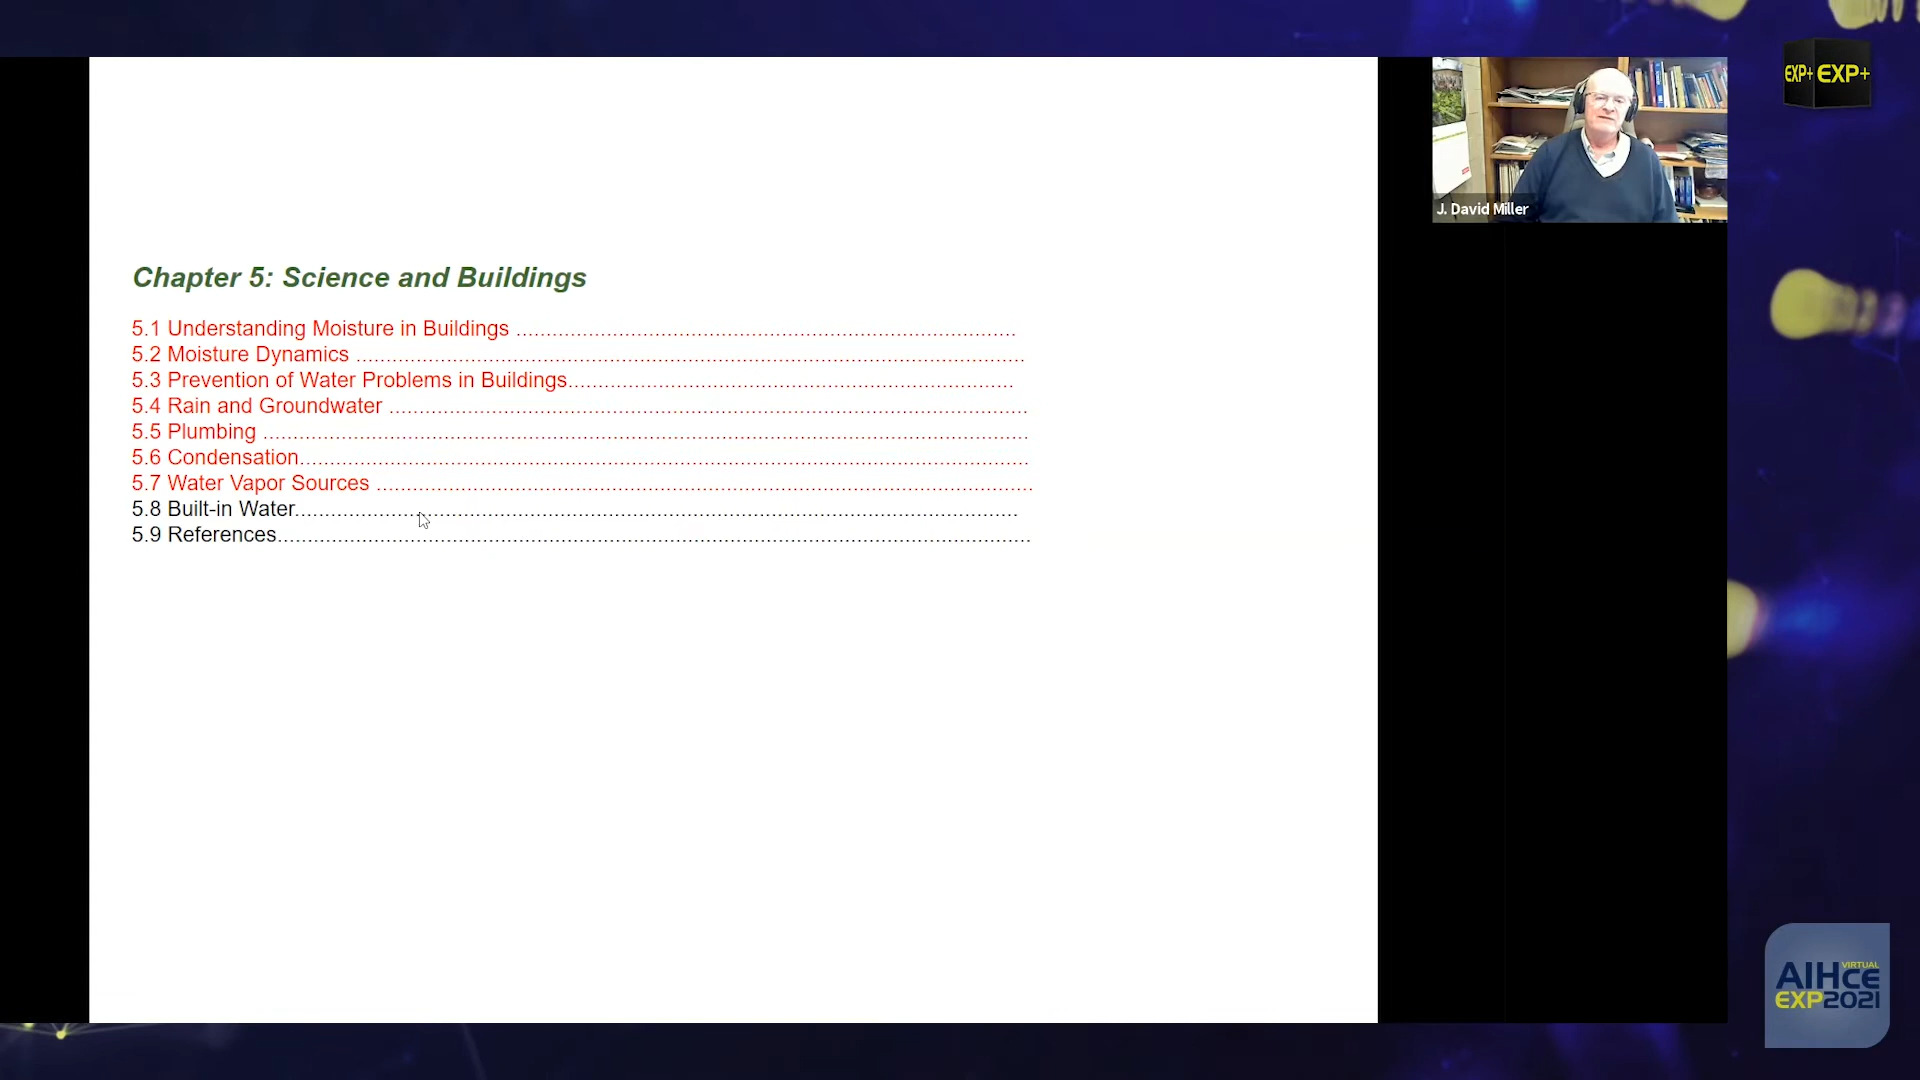 EXP+ EXP+
J. David Miller
Chapter 5: Science and Buildings
5.1 Understanding Moisture in Buildings ....................................................................................
5.2 Moisture Dynamics ................................................................................................................
5.3 Prevention of Water Problems in Buildings..........................................................................
5.4 Rain and Groundwater ...........................................................................................................
5.5 Plumbing ................................................................................................................................
5.6 Condensation..........................................................................................................................
5.7 Water Vapor Sources ..............................................................................................................
5.8 Built-in Water.........................................................................................................................
5.9 References..............................................................................................................................
VIRTUAL
AIHce
EXP2021